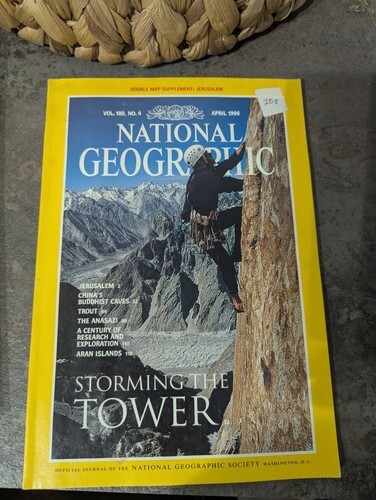 DOUBLE MAP SUPPLEMENT: JERUSALEM
VOL. 189, NO. 4
APRIL 1996
NATIONAL
GEOGRAPHIC
JERUSALEM 2
CHINA'S
BUDDHIST CAVES 52
TROUT 64
THE ANASAZI 86
A CENTURY OF
RESEARCH AND
EXPLORATION 110
ARAN ISLANDS 118
STORMING THE
TOWER 32
OFFICIAL JOURNAL OF THE NATIONAL GEOGRAPHIC SOCIETY WASHINGTON, D.C.